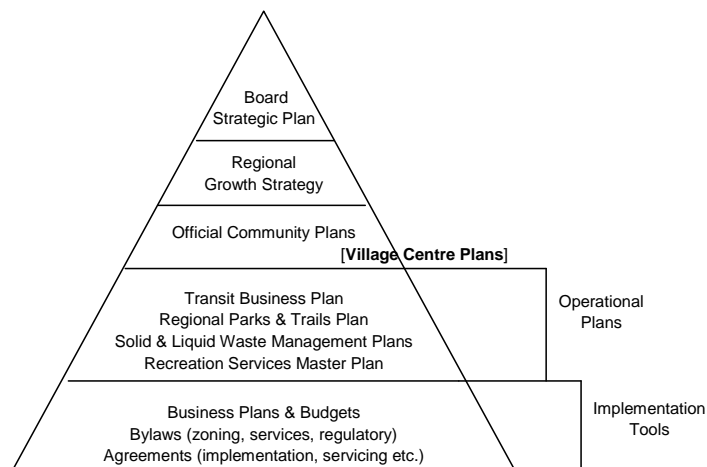 Board
Strategic Plan
Regional
Growth Strategy
Official Community Plans
[Village Centre Plans]
Transit Business Plan
Regional Parks & Trails Plan
Solid & Liquid Waste Management Plans
Recreation Services Master Plan
Operational
Plans
Business Plans & Budgets
Bylaws (zoning, services, regulatory)
Agreements (implementation, servicing etc.)
Implementation
Tools